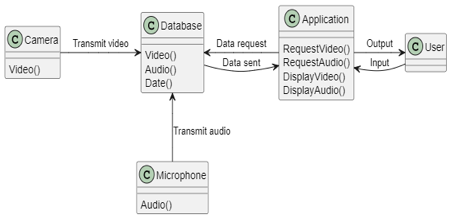 C Camera
Video()
Transmit video
C Database
Video()
Audio()
Date()
Data request
Data sent
C Application
RequestVideo()
RequestAudio()
DisplayVideo()
DisplayAudio()
Output
Input
C User
Transmit audio
C Microphone
Audio()